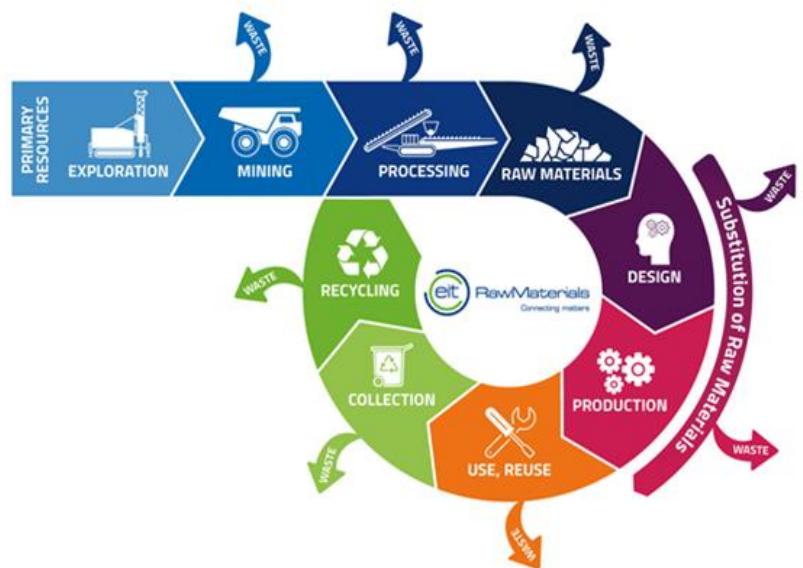 WASTE
WASTE
WASTE
PRIMARY
RESOURCES
EXPLORATION
MINING
PROCESSING
RAW MATERIALS
WASTE
Substitution of Raw Materials
DESIGN
RECYCLING
WASTE
eit RawMaterials
Connecting matters
COLLECTION
PRODUCTION
USE, REUSE
WASTE
WASTE
WASTE